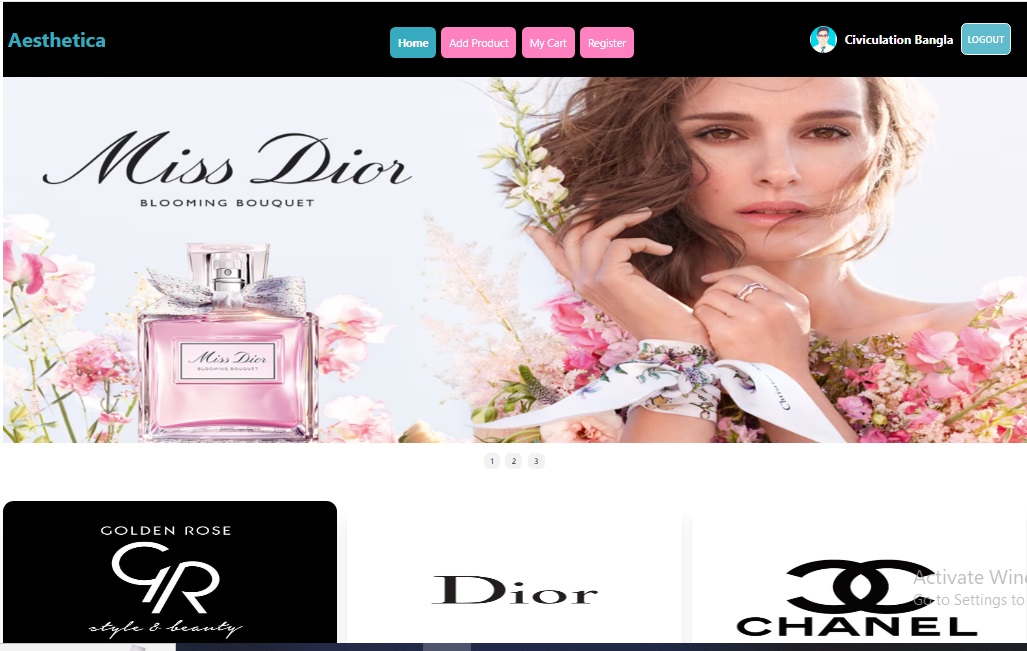 Aesthetica
Home
Add Product
My Cart
Register
Civiculation Bangla
LOGOUT
Miss Dior
BLOOMING BOUQUET
Miss Dior
BLOOMING BOUQUET
1
2
3
GOLDEN ROSE
GR
style & beauty
Dior
CHANEL
Activate Win
Go to Settings to